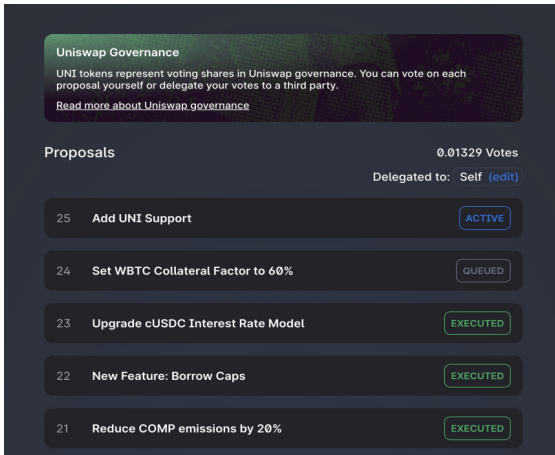 Uniswap Governance
UNI tokens represent voting shares in Uniswap governance. You can vote on each
proposal yourself or delegate your votes to a third party.
Read more about Uniswap governance
Proposals
0.01329 Votes
Delegated to: Self (edit)
25 Add UNI Support ACTIVE
24 Set WBTC Collateral Factor to 60% QUEUED
23 Upgrade cUSDC Interest Rate Model EXECUTED
22 New Feature: Borrow Caps EXECUTED
21 Reduce COMP emissions by 20% EXECUTED